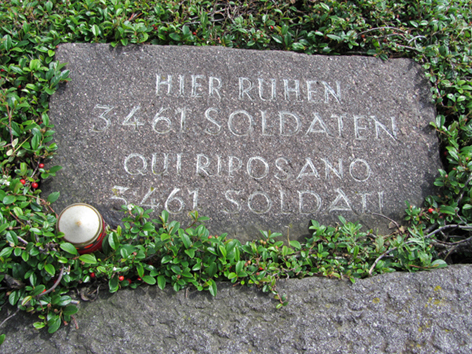 HIER RUHEN
3461 SOLDATEN
QUI RIPOSANO
3461 SOLDATI